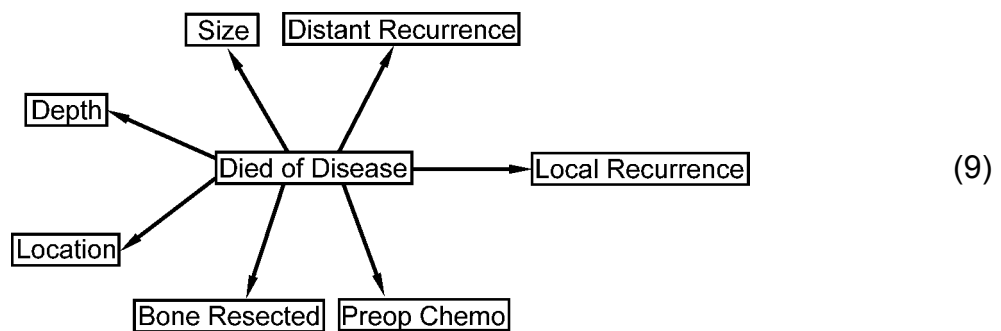 Size
Distant Recurrence
Depth
Died of Disease
Local Recurrence
(9)
Location
Bone Resected
Preop Chemo